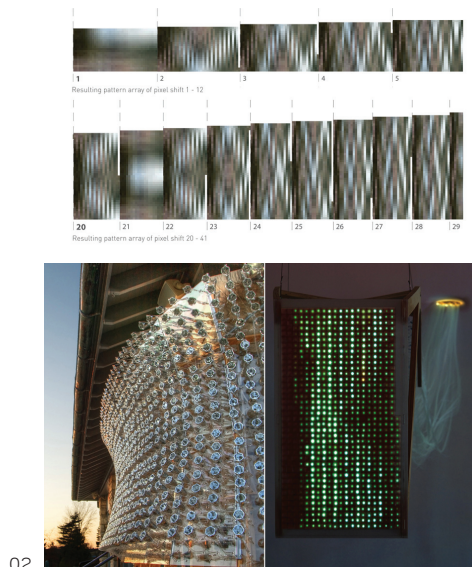 1 2 3 4 5
Resulting pattern array of pixel shift 1 - 12
20 21 22 23 24 25 26 27 28 29
Resulting pattern array of pixel shift 20 - 41
02